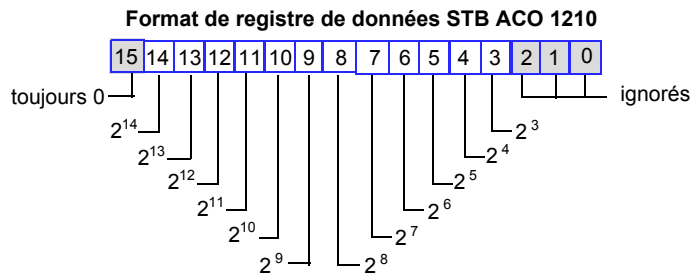 Format de registre de données STB ACO 1210
15 14 13 12 11 10 9 8 7 6 5 4 3 2 1 0
toujours 0 ignorés
2^14 2^3
2^13 2^4
2^12 2^5
2^11 2^6
2^10 2^7
2^9 2^8